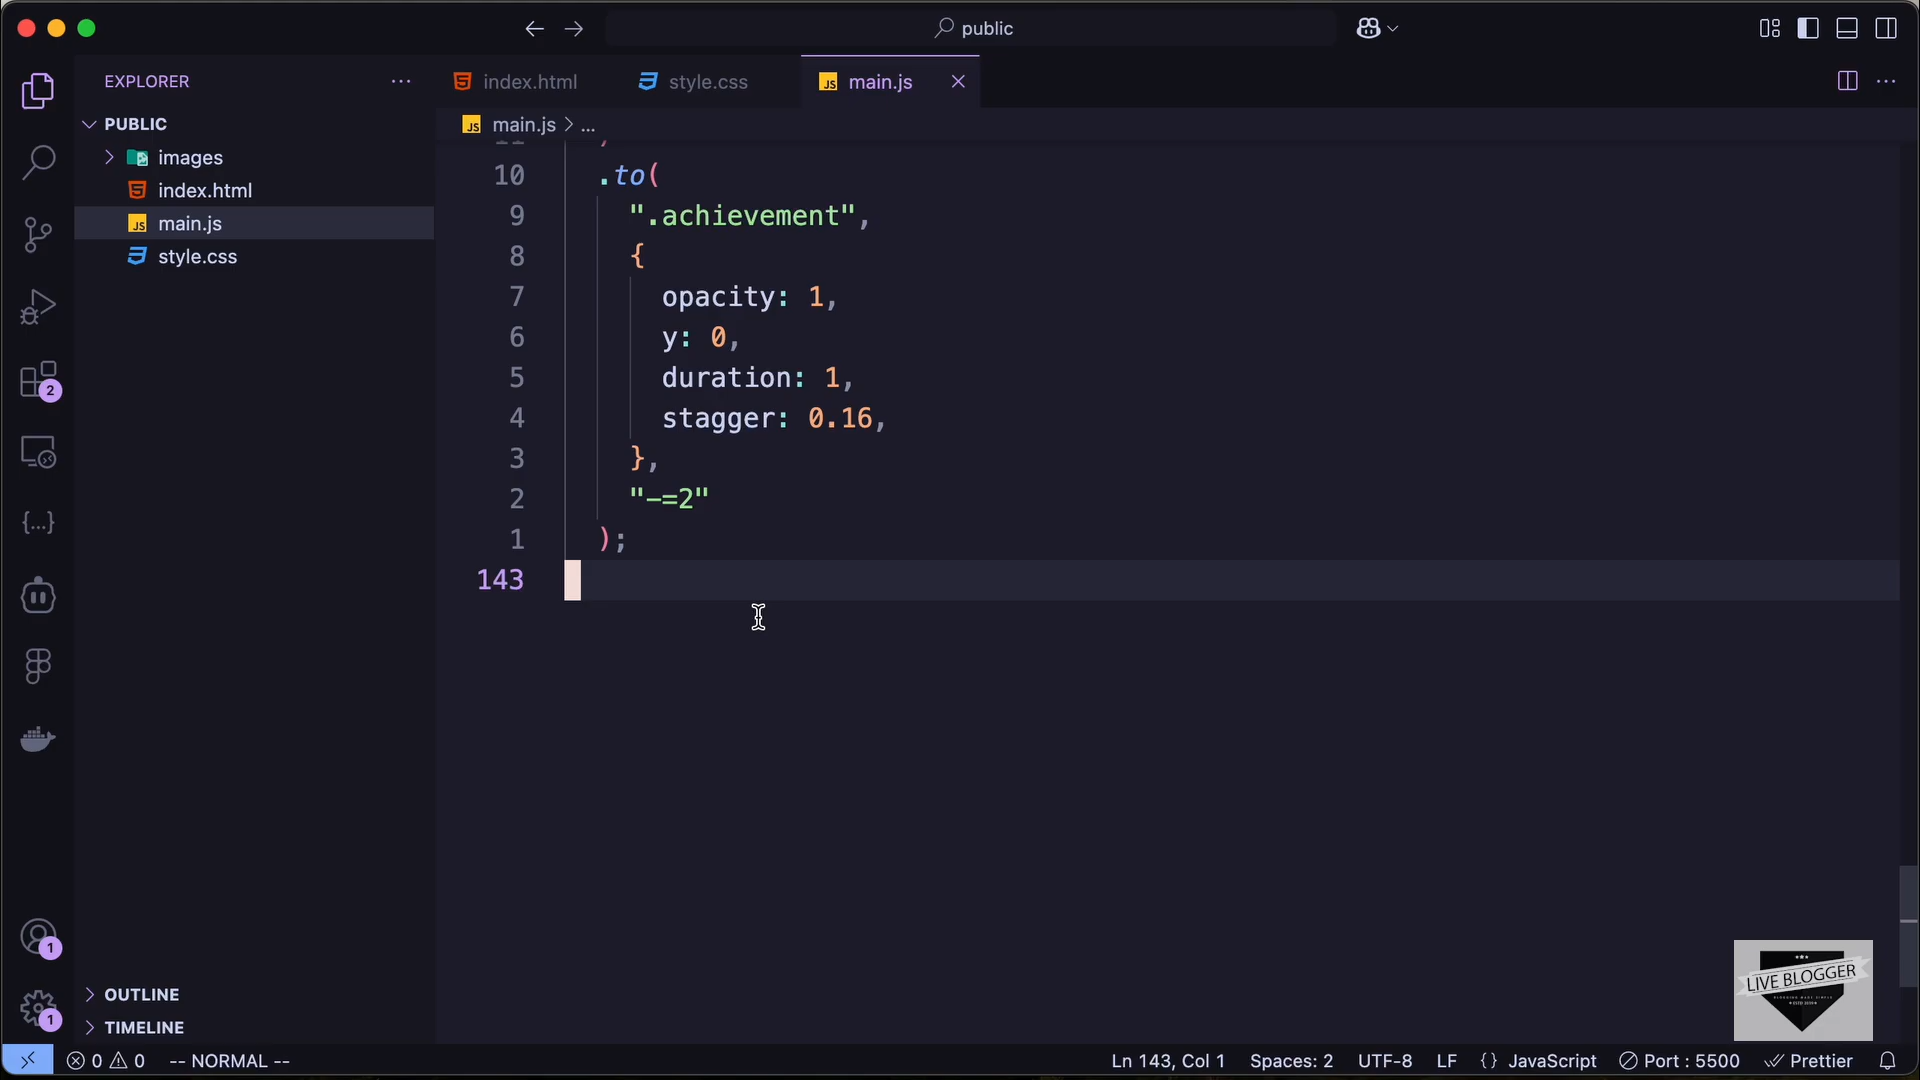 public
EXPLORER
index.html
style.css
main.js
PUBLIC
images
index.html
main.js
style.css
main.js > ...
10 .to(
9 ".achievement",
8 {
7 opacity: 1,
6 y: 0,
5 duration: 1,
4 stagger: 0.16,
3 },
2 "-=2"
1 );
143
2
1
1
OUTLINE
TIMELINE
LIVE BLOGGER
0 0 -- NORMAL --
Ln 143, Col 1 Spaces: 2 UTF-8 LF {} JavaScript Port : 5500 Prettier